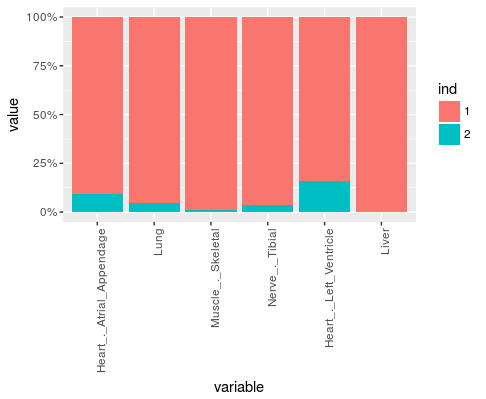 100%
75%
50%
25%
0%
value
Heart_._Atrial_Appendage
Lung
Muscle_._Skeletal
Nerve_._Tibial
Heart_._Left_Ventricle
Liver
variable
ind
1
2